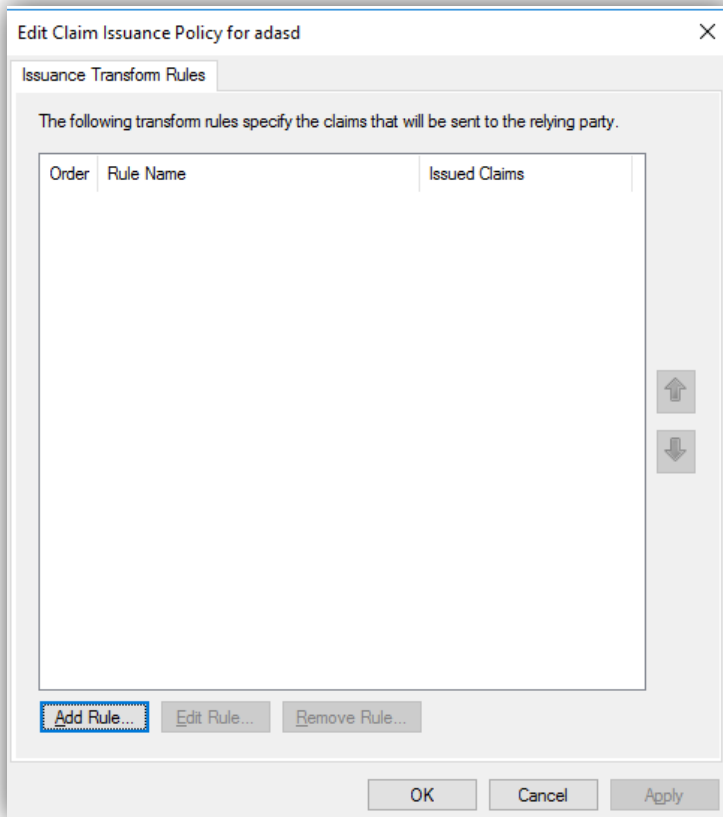 Edit Claim Issuance Policy for adasd
Issuance Transform Rules
The following transform rules specify the claims that will be sent to the relying party.
Order Rule Name Issued Claims
Add Rule... Edit Rule... Remove Rule...
OK Cancel Apply